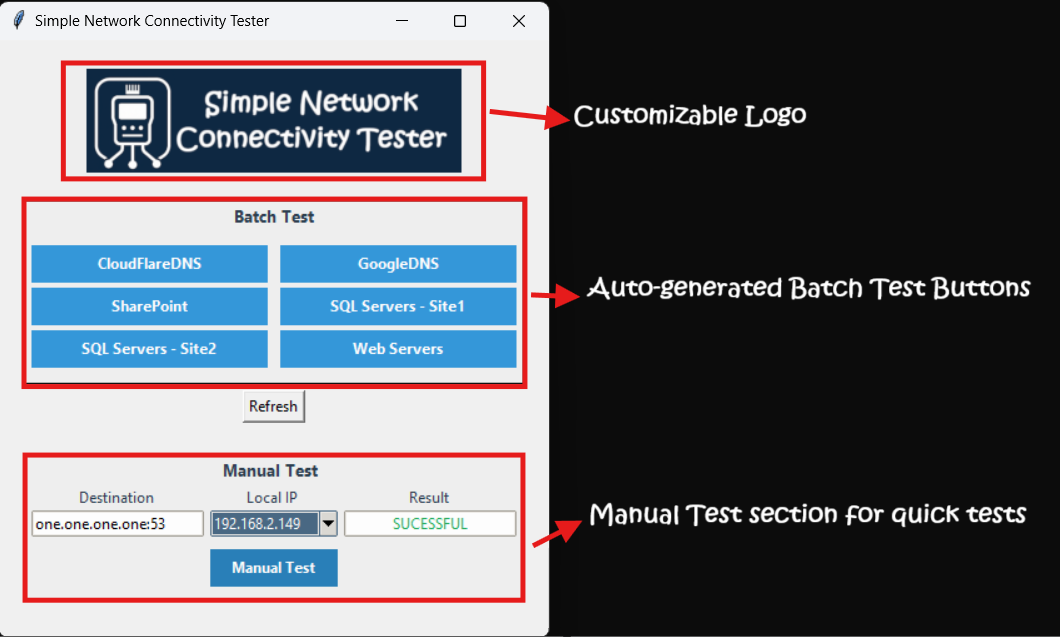 Simple Network Connectivity Tester
Simple Network
Connectivity Tester
Customizable Logo
Batch Test
CloudFlareDNS
GoogleDNS
Auto-generated Batch Test Buttons
SharePoint
SQL Servers - Site1
SQL Servers - Site2
Web Servers
Refresh
Manual Test
Destination
Local IP
Result
one.one.one.one:53
192.168.2.149
SUCESSFUL
Manual Test section for quick tests
Manual Test